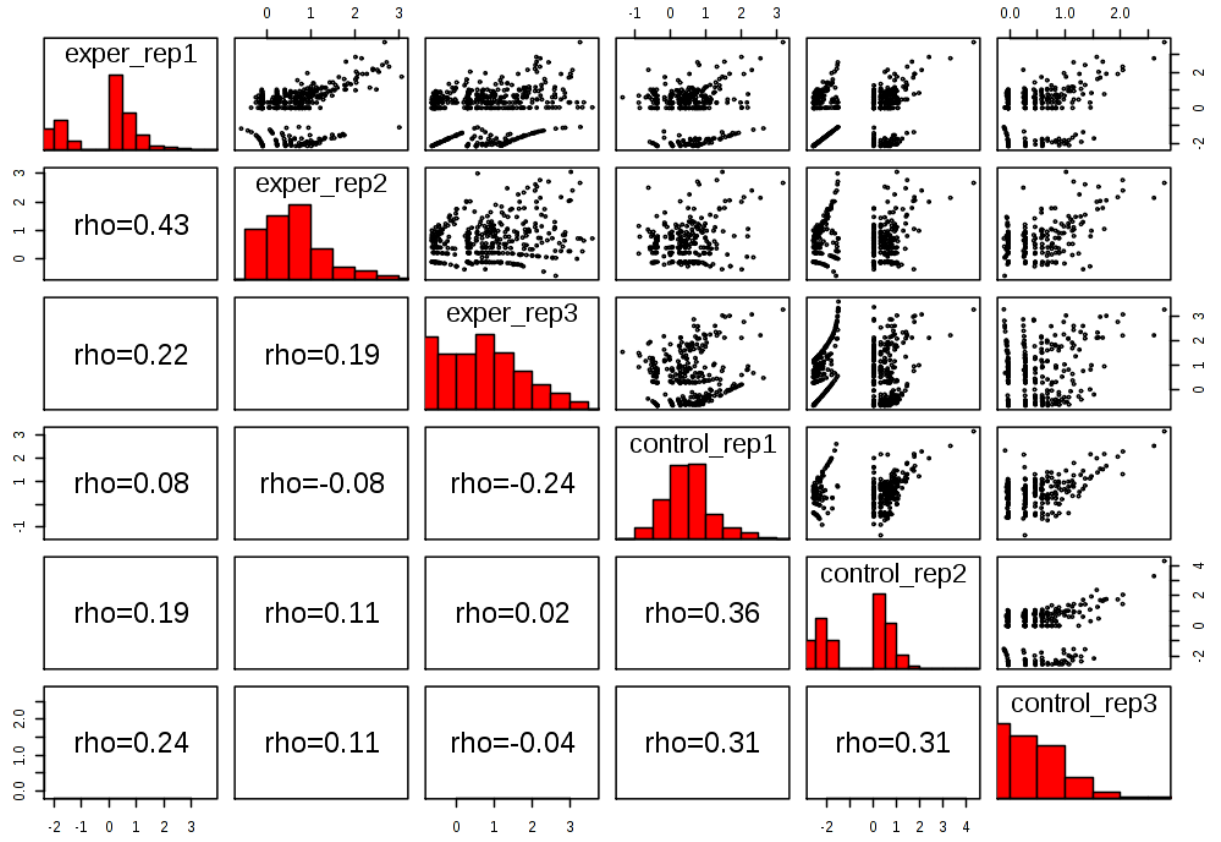 0 1 2 3 -1 0 1 2 3 0.0 1.0 2.0
exper_rep1
-2 0 2
exper_rep2
0 1 2 3
rho=0.43
exper_rep3
rho=0.22 rho=0.19
0 1 2 3
control_rep1
-1 1 2 3
rho=0.08 rho=-0.08 rho=-0.24
control_rep2
rho=0.19 rho=0.11 rho=0.02 rho=0.36
-2 0 2 4
control_rep3
0.0 1.0 2.0
rho=0.24 rho=0.11 rho=-0.04 rho=0.31 rho=0.31
-2 -1 0 1 2 3 0 1 2 3 -2 0 1 2 3 4